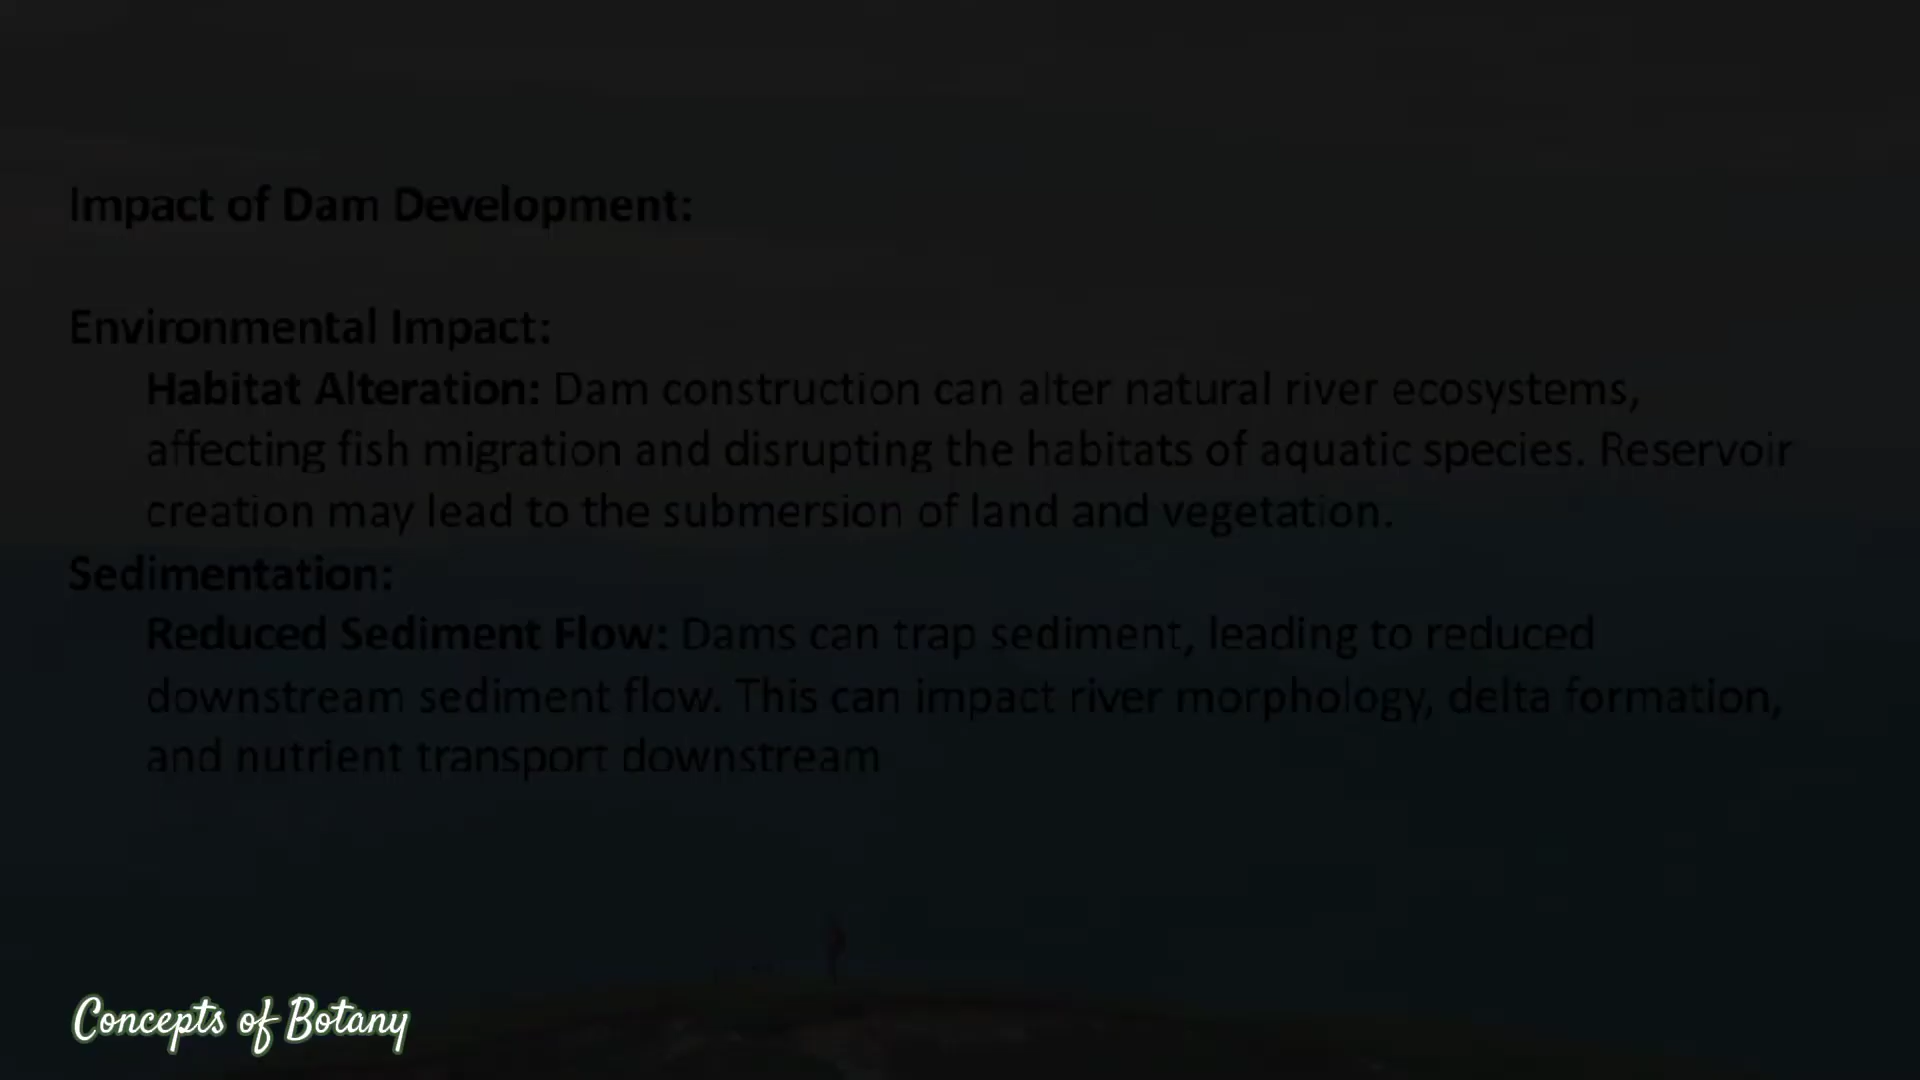 Impact of Dam Development:
Environmental Impact:
Habitat Alteration: Dam construction can alter natural river ecosystems,
affecting fish migration and disrupting the habitats of aquatic species. Reservoir
creation may lead to the submersion of land and vegetation.
Sedimentation:
Reduced Sediment Flow: Dams can trap sediment, leading to reduced
downstream sediment flow. This can impact river morphology, delta formation,
and nutrient transport downstream
Concepts of Botany